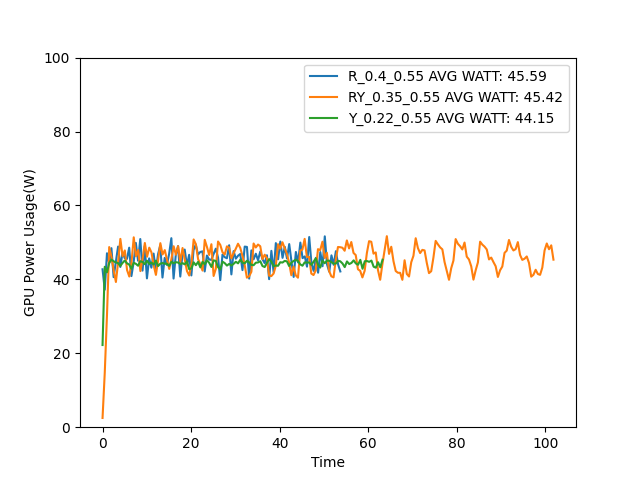 100
80
60
40
20
0
GPU Power Usage(W)
R_0.4_0.55 AVG WATT: 45.59
RY_0.35_0.55 AVG WATT: 45.42
Y_0.22_0.55 AVG WATT: 44.15
0 20 40 60 80 100
Time